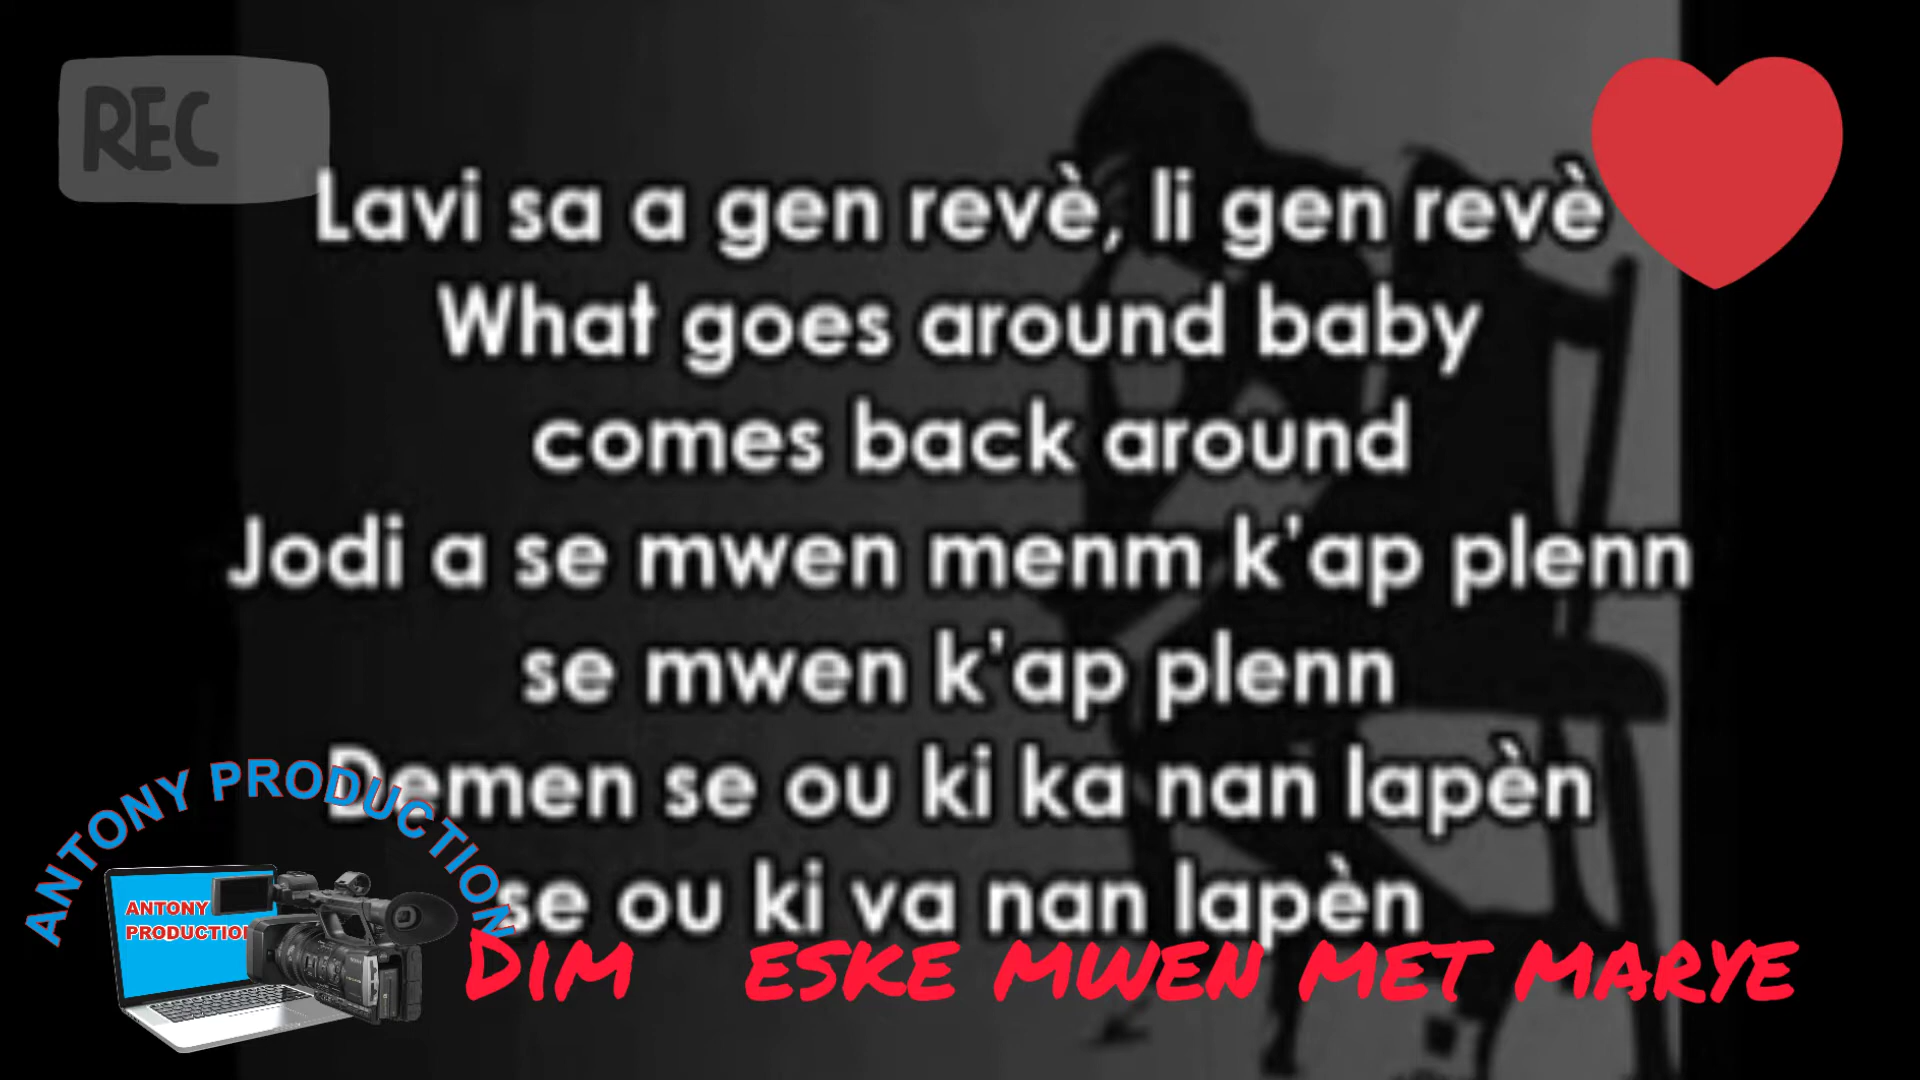 REC
Lavi sa a gen revè, li gen revè
What goes around baby
comes back around
Jodi a se mwen menm k'ap plenn
se mwen k'ap plenn
Demen se ou ki ka nan lapèn
se ou ki va nan lapèn
ANTONY PRODUCTION
ANTONY
PRODUCTION
DIM ESKE MWEN MET MARYE